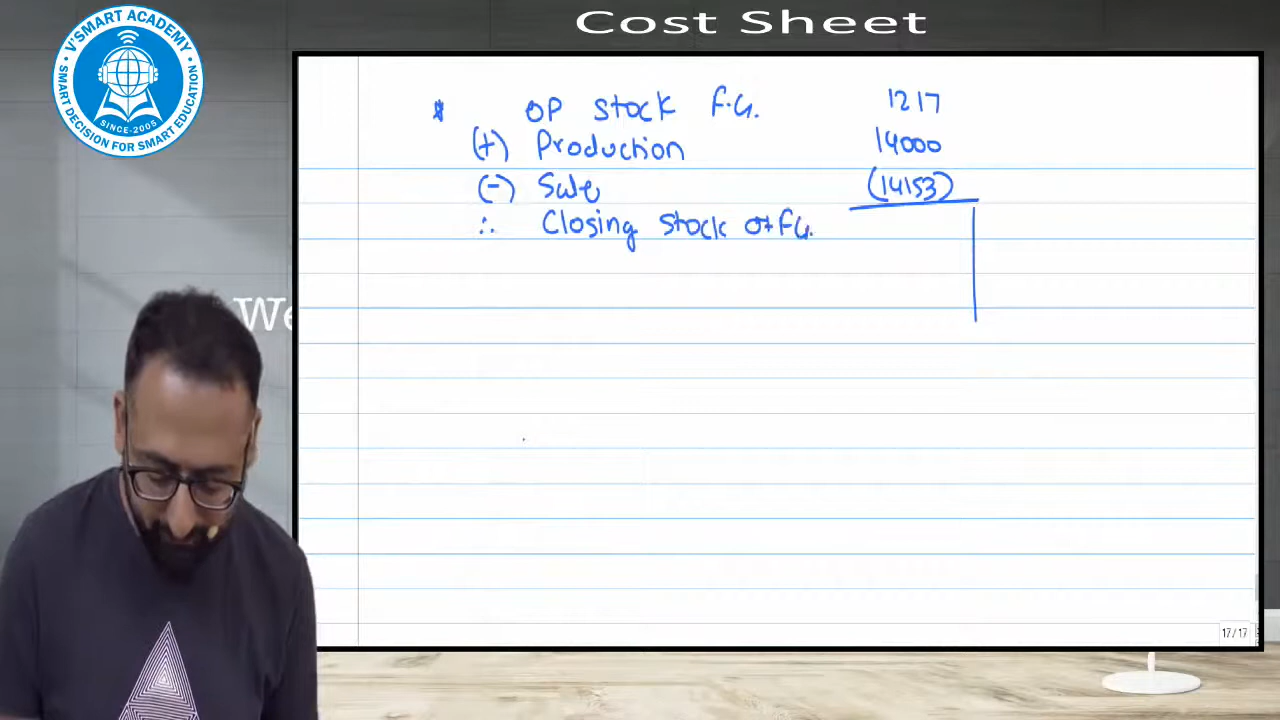 Cost Sheet
V'SMART ACADEMY
SINCE-2005
SMART DECISION FOR SMART EDUCATION
OP Stock F.G. 1217
(+) Production 14000
(-) Sale (14153)
∴ Closing Stock of F.G.
We
17/17